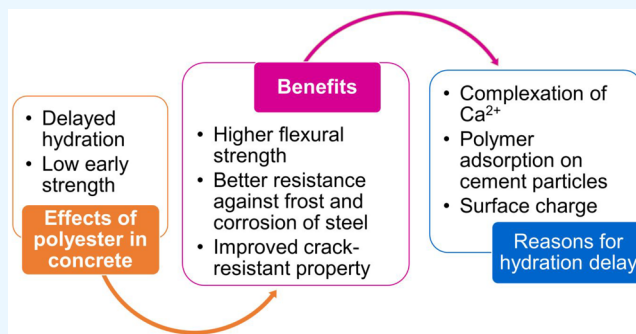 • Delayed
hydration
• Low early
strength
Effects of
polyester in
concrete
Benefits
• Higher flexural
strength
• Better resistance
against frost and
corrosion of steel
• Improved crack-
resistant property
• Complexation of
Ca²⁺
• Polymer
adsorption on
cement particles
• Surface charge
Reasons for
hydration delay